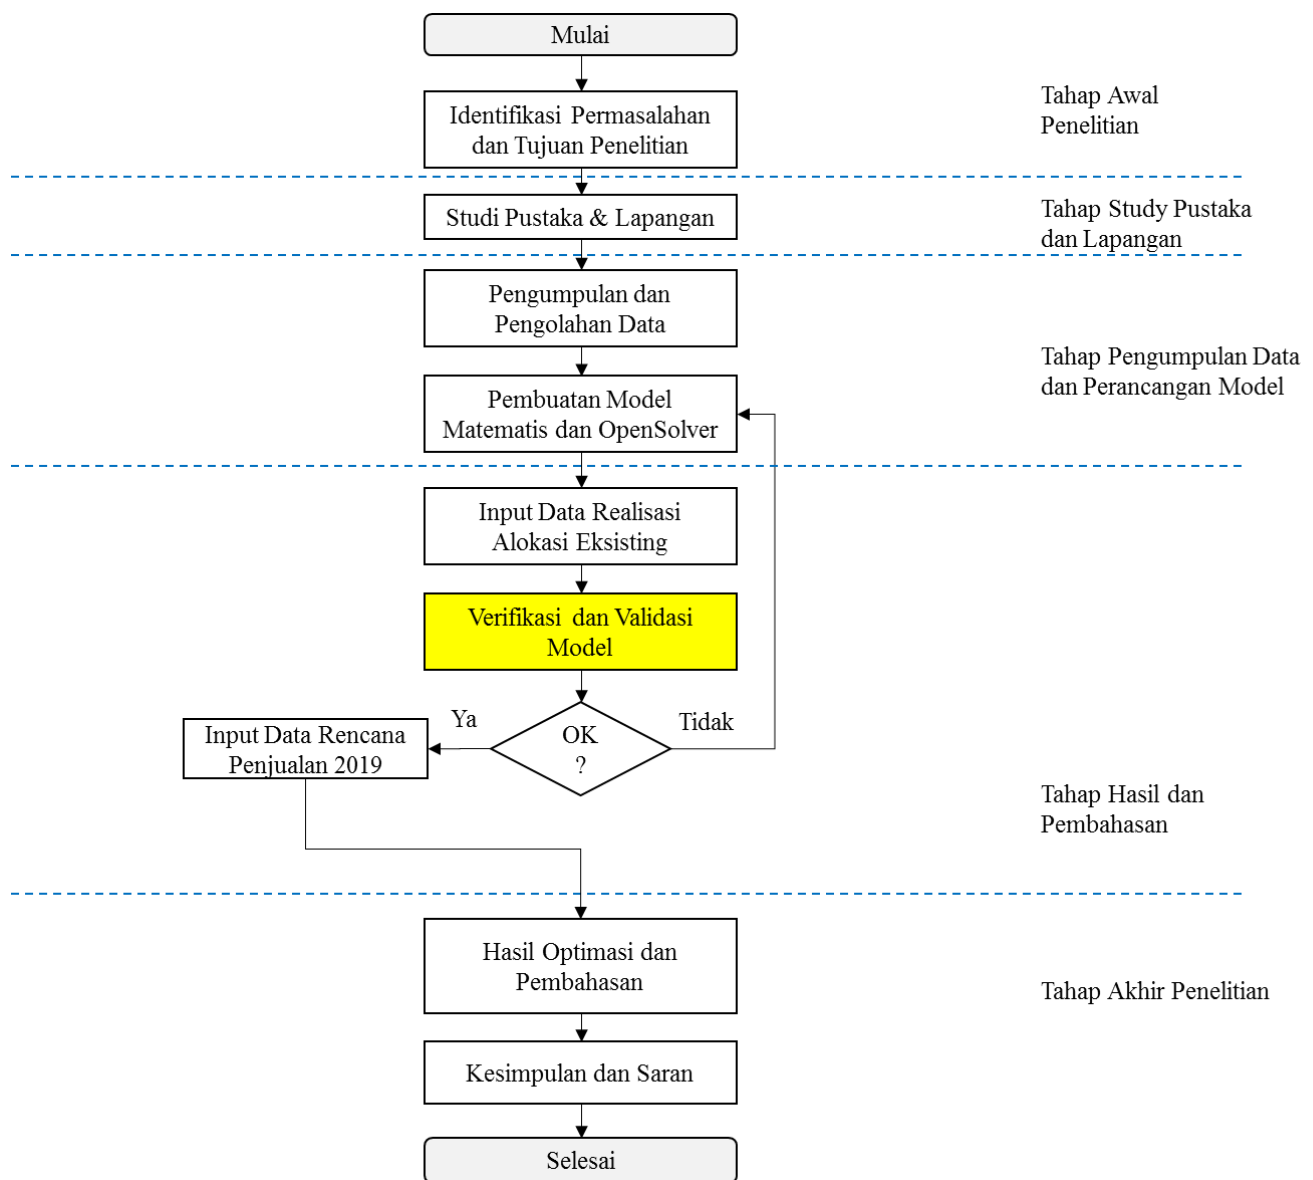 Mulai
Identifikasi Permasalahan
dan Tujuan Penelitian
Tahap Awal
Penelitian
Studi Pustaka & Lapangan
Tahap Study Pustaka
dan Lapangan
Pengumpulan dan
Pengolahan Data
Pembuatan Model
Matematis dan OpenSolver
Tahap Pengumpulan Data
dan Perancangan Model
Input Data Realisasi
Alokasi Eksisting
Verifikasi dan Validasi
Model
OK
?
Ya
Tidak
Input Data Rencana
Penjualan 2019
Tahap Hasil dan
Pembahasan
Hasil Optimasi dan
Pembahasan
Kesimpulan dan Saran
Selesai
Tahap Akhir Penelitian